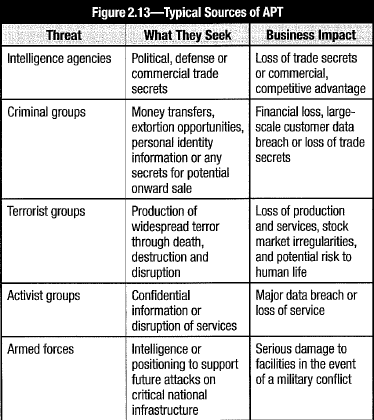 Figure 2.13—Typical Sources of APT
Threat What They Seek Business Impact
Intelligence agencies Political, defense or Loss of trade secrets
commercial trade or commercial,
secrets competitive advantage
Criminal groups Money transfers, Financial loss, large-
extortion opportunities, scale customer data
personal identity breach or loss of trade
information or any secrets
secrets for potential
onward sale
Terrorist groups Production of Loss of production
widespread terror and services, stock
through death, market irregularities,
destruction and and potential risk to
disruption human life
Activist groups Confidential Major data breach or
information or loss of service
disruption of services
Armed forces Intelligence or Serious damage to
positioning to support facilities in the event
future attacks on of a military conflict
critical national
infrastructure